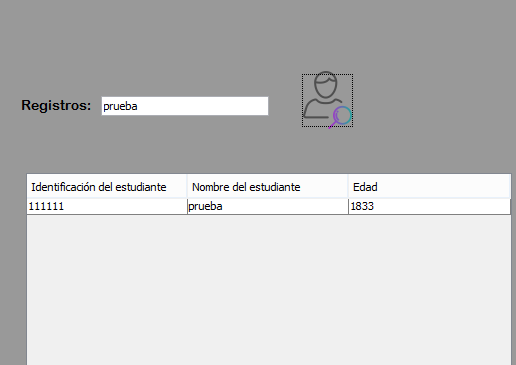 Registros: prueba
Identificación del estudiante Nombre del estudiante Edad
111111 prueba 1833